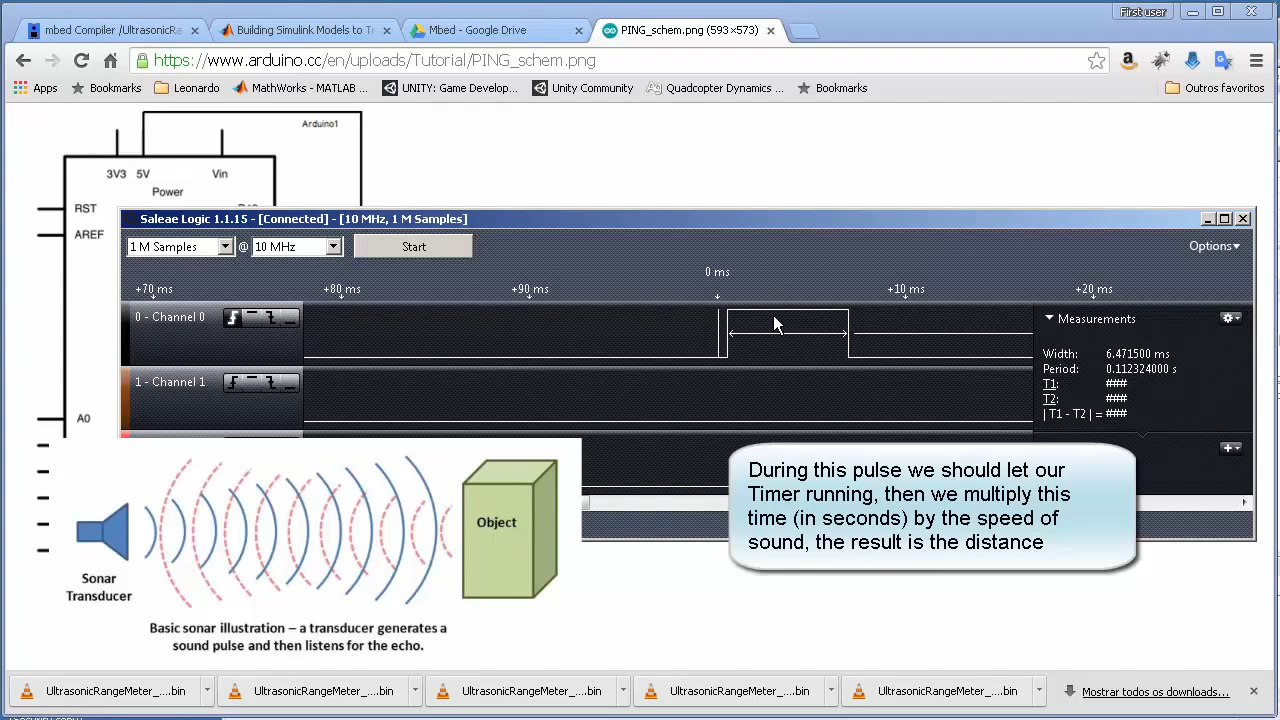 First user
mbed Compiler /UltrasonicRa
Building Simulink Models to Ti
Mbed - Google Drive
PING_schem.png (593×573)
https://www.arduino.cc/en/uploads/Tutorial/PING_schem.png
Apps
Bookmarks
Leonardo
MathWorks - MATLAB ...
UNITY: Game Develop...
Unity Community
Quadcopter Dynamics ...
Bookmarks
Outros favoritos
Arduino1
3V3 5V Vin
Power
RST
AREF
A0
Saleae Logic 1.1.15 - [Connected] - [10 MHz, 1 M Samples]
1 M Samples @ 10 MHz Start
Options
0 ms
+70 ms +80 ms +90 ms +10 ms +20 ms
0 - Channel 0
1 - Channel 1
Measurements
Width: 6.471500 ms
Period: 0.112324000 s
T1: ###
T2: ###
| T1 - T2 | = ###
During this pulse we should let our
Timer running, then we multiply this
time (in seconds) by the speed of
sound, the result is the distance
Object
Sonar
Transducer
Basic sonar illustration – a transducer generates a
sound pulse and then listens for the echo.
UltrasonicRangeMeter_....bin
UltrasonicRangeMeter_....bin
UltrasonicRangeMeter_....bin
UltrasonicRangeMeter_....bin
UltrasonicRangeMeter_....bin
Mostrar todos os downloads...